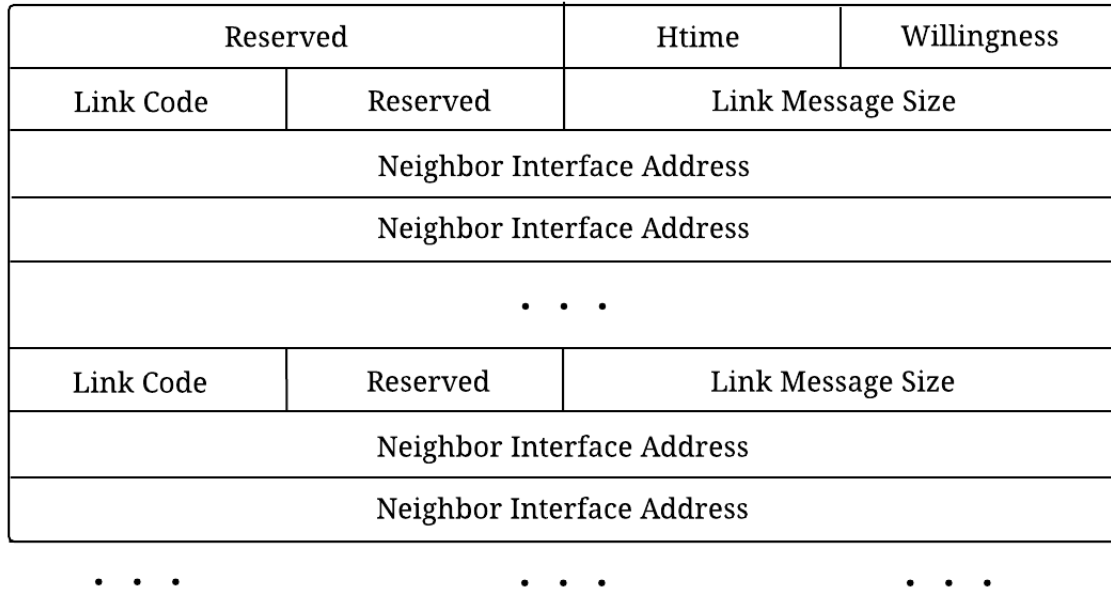 Reserved Htime Willingness
Link Code Reserved Link Message Size
Neighbor Interface Address
Neighbor Interface Address
. . .
Link Code Reserved Link Message Size
Neighbor Interface Address
Neighbor Interface Address
. . . . . . . . .